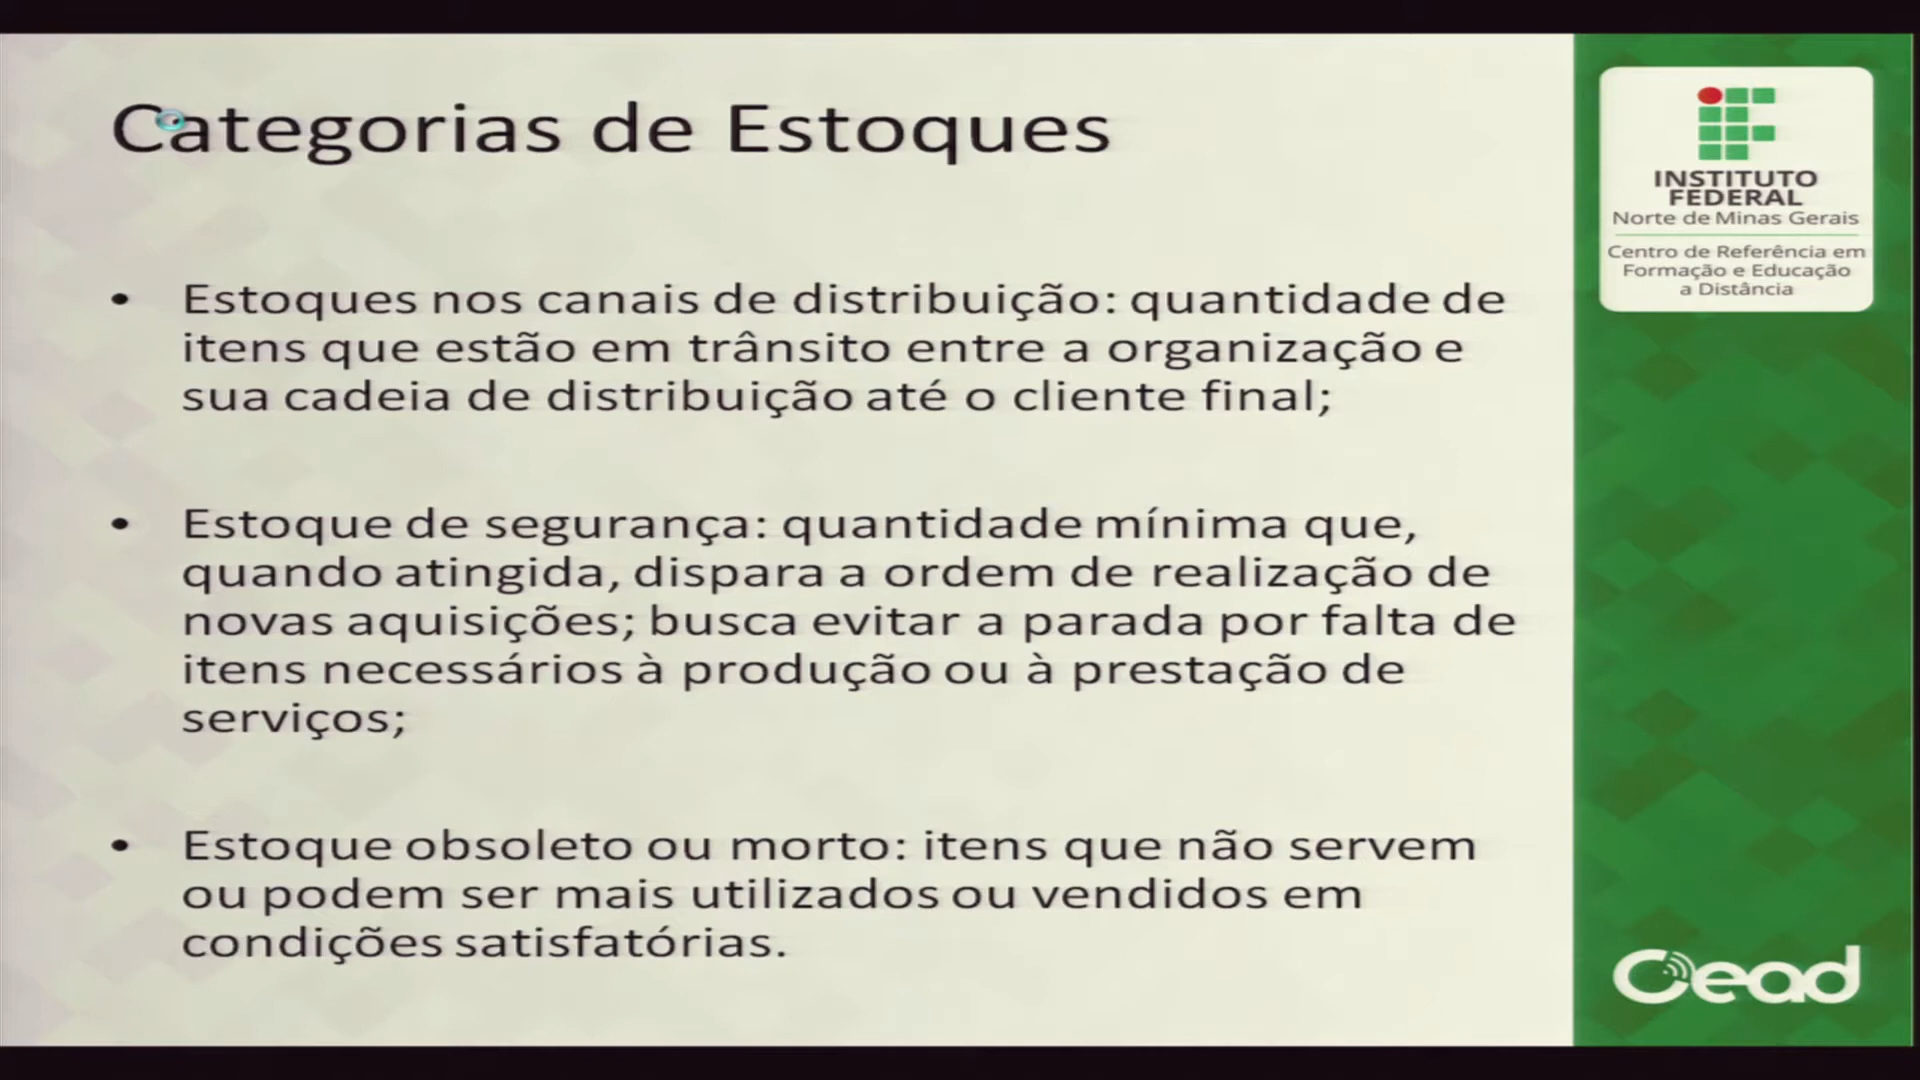 Categorias de Estoques
• Estoques nos canais de distribuição: quantidade de
itens que estão em trânsito entre a organização e
sua cadeia de distribuição até o cliente final;
• Estoque de segurança: quantidade mínima que,
quando atingida, dispara a ordem de realização de
novas aquisições; busca evitar a parada por falta de
itens necessários à produção ou à prestação de
serviços;
• Estoque obsoleto ou morto: itens que não servem
ou podem ser mais utilizados ou vendidos em
condições satisfatórias.
INSTITUTO
FEDERAL
Norte de Minas Gerais
Centro de Referência em
Formação e Educação
a Distância
Cead